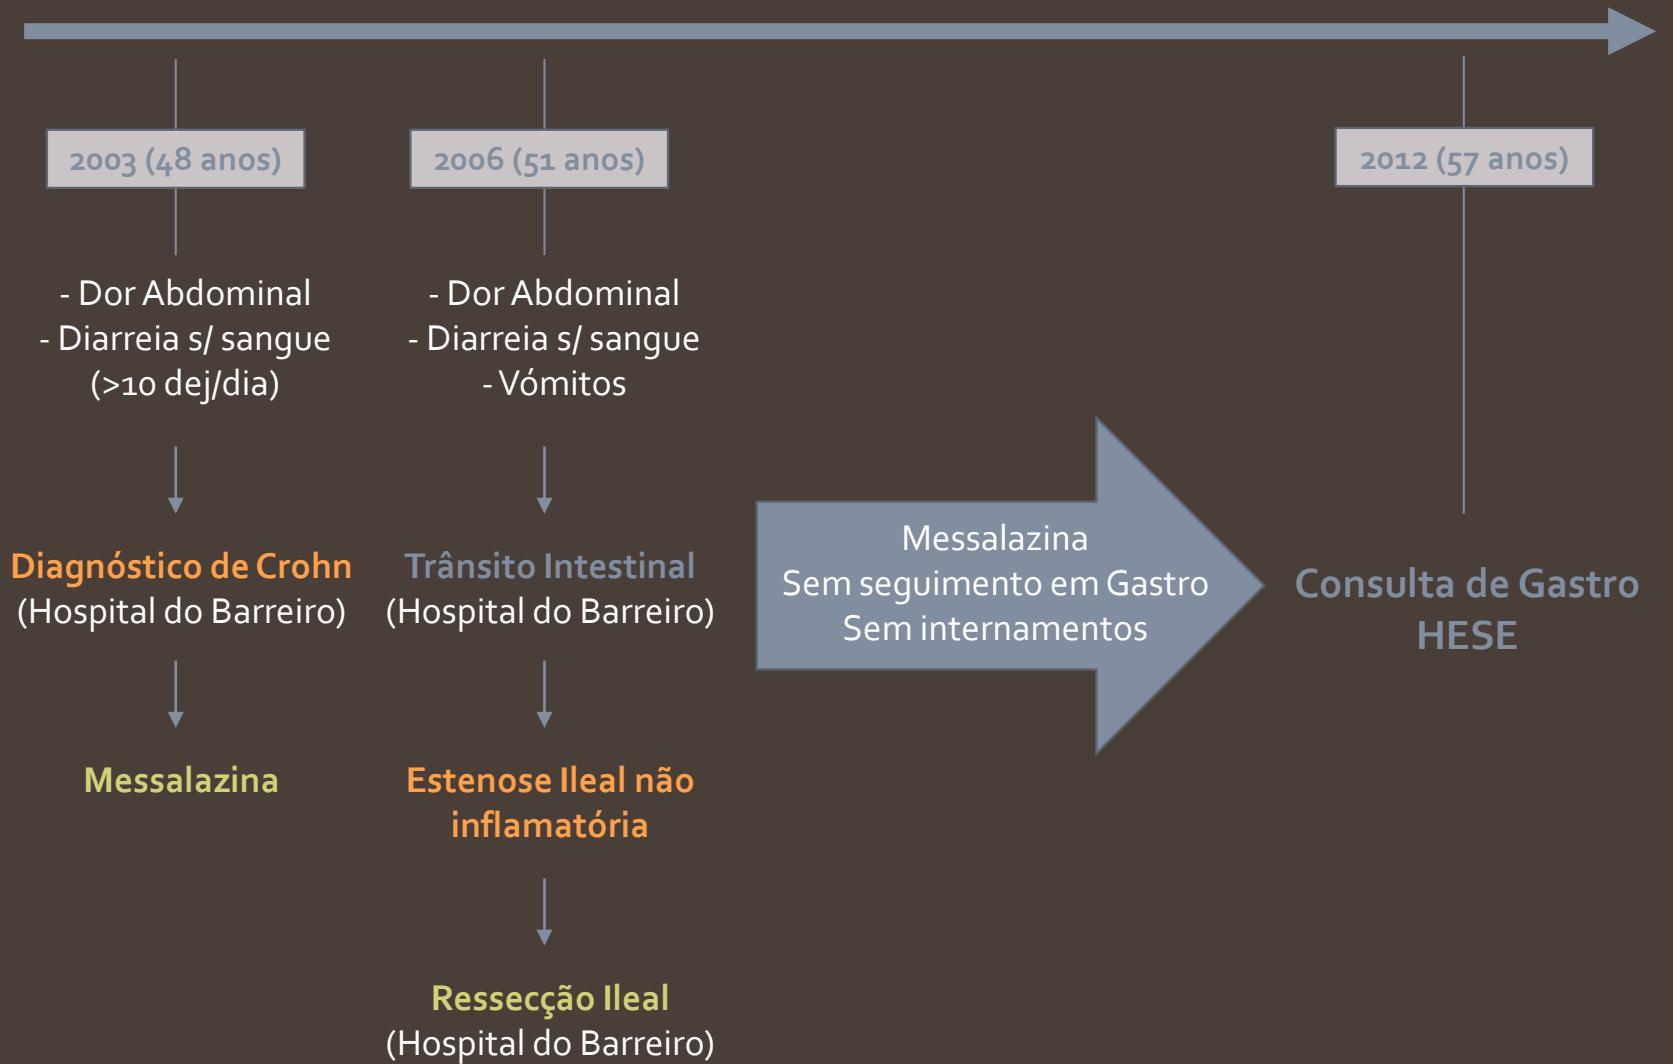 2003 (48 anos)
- Dor Abdominal
- Diarreia s/ sangue
(>10 dej/dia)
Diagnóstico de Crohn
(Hospital do Barreiro)
Messalazina
2006 (51 anos)
- Dor Abdominal
- Diarreia s/ sangue
- Vómitos
Trânsito Intestinal
(Hospital do Barreiro)
Estenose Ileal não
inflamatória
Ressecção Ileal
(Hospital do Barreiro)
Messalazina
Sem seguimento em Gastro
Sem internamentos
2012 (57 anos)
Consulta de Gastro
HESE